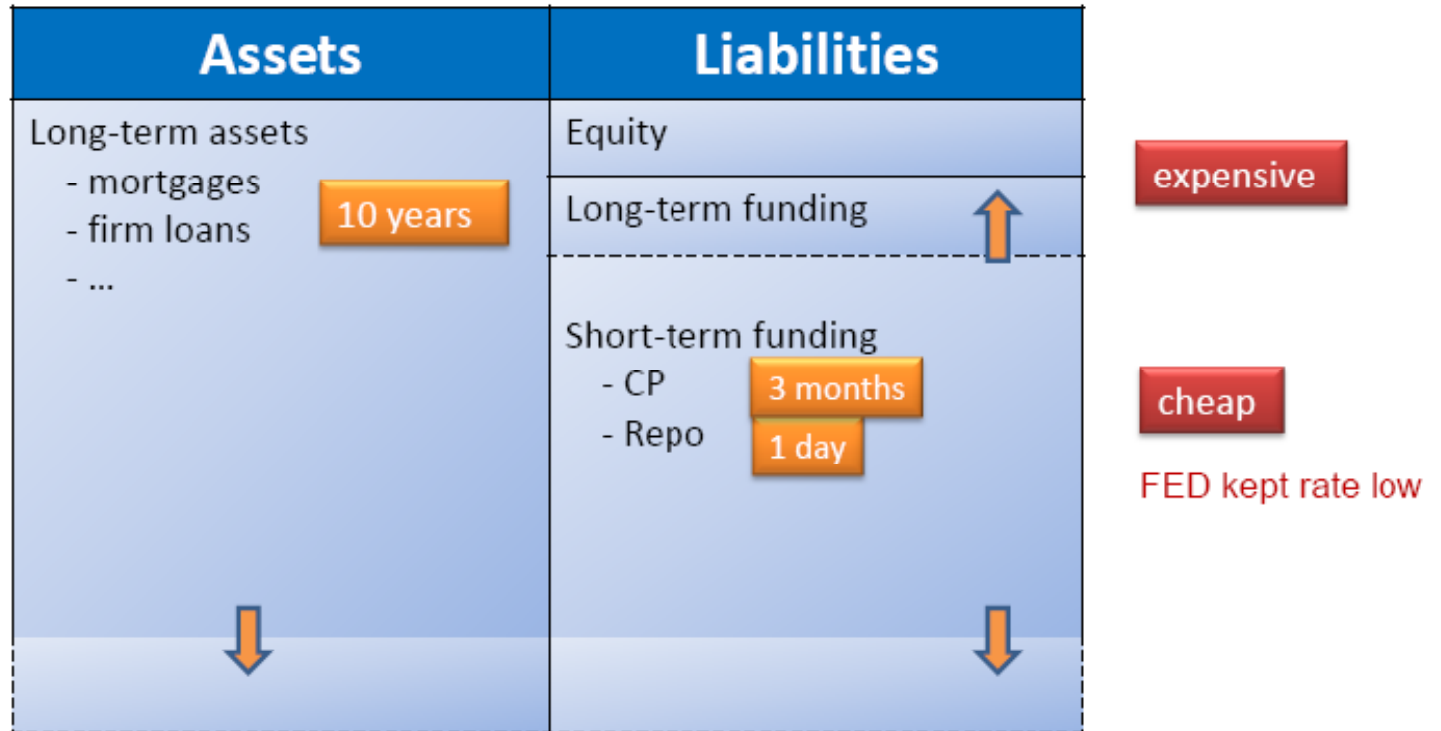 Assets
Liabilities
Long-term assets
- mortgages
- firm loans
- ...
10 years
Equity
Long-term funding
Short-term funding
- CP
3 months
- Repo
1 day
expensive
cheap
FED kept rate low